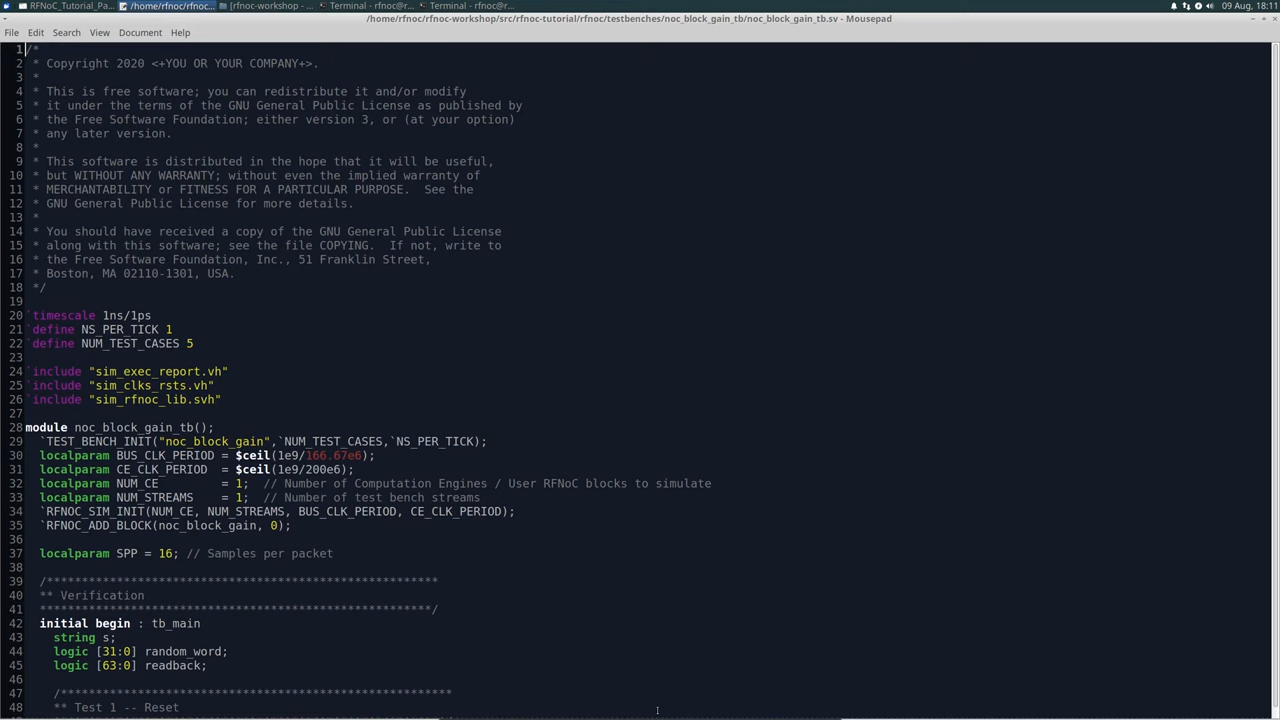 RFNoC_Tutorial_Pa...
/home/rfnoc/rfnoc...
[rfnoc-workshop - ...
Terminal - rfnoc@r...
Terminal - rfnoc@r...
09 Aug, 18:11
/home/rfnoc/rfnoc-workshop/src/rfnoc-tutorial/rfnoc/testbenches/noc_block_gain_tb/noc_block_gain_tb.sv - Mousepad
File Edit Search View Document Help
1 /*
2  * Copyright 2020 <+YOU OR YOUR COMPANY+>.
3  *
4  * This is free software; you can redistribute it and/or modify
5  * it under the terms of the GNU General Public License as published by
6  * the Free Software Foundation; either version 3, or (at your option)
7  * any later version.
8  *
9  * This software is distributed in the hope that it will be useful,
10  * but WITHOUT ANY WARRANTY; without even the implied warranty of
11  * MERCHANTABILITY or FITNESS FOR A PARTICULAR PURPOSE.  See the
12  * GNU General Public License for more details.
13  *
14  * You should have received a copy of the GNU General Public License
15  * along with this software; see the file COPYING.  If not, write to
16  * the Free Software Foundation, Inc., 51 Franklin Street,
17  * Boston, MA 02110-1301, USA.
18  */
19
20 `timescale 1ns/1ps
21 `define NS_PER_TICK 1
22 `define NUM_TEST_CASES 5
23
24 `include "sim_exec_report.vh"
25 `include "sim_clks_rsts.vh"
26 `include "sim_rfnoc_lib.svh"
27
28 module noc_block_gain_tb();
29   `TEST_BENCH_INIT("noc_block_gain",`NUM_TEST_CASES,`NS_PER_TICK);
30   localparam BUS_CLK_PERIOD = $ceil(1e9/166.67e6);
31   localparam CE_CLK_PERIOD  = $ceil(1e9/200e6);
32   localparam NUM_CE         = 1;  // Number of Computation Engines / User RFNoC blocks to simulate
33   localparam NUM_STREAMS    = 1;  // Number of test bench streams
34   `RFNOC_SIM_INIT(NUM_CE, NUM_STREAMS, BUS_CLK_PERIOD, CE_CLK_PERIOD);
35   `RFNOC_ADD_BLOCK(noc_block_gain, 0);
36
37   localparam SPP = 16; // Samples per packet
38
39   /********************************************************
40   ** Verification
41   ********************************************************/
42   initial begin : tb_main
43     string s;
44     logic [31:0] random_word;
45     logic [63:0] readback;
46
47     /********************************************************
48     ** Test 1 -- Reset